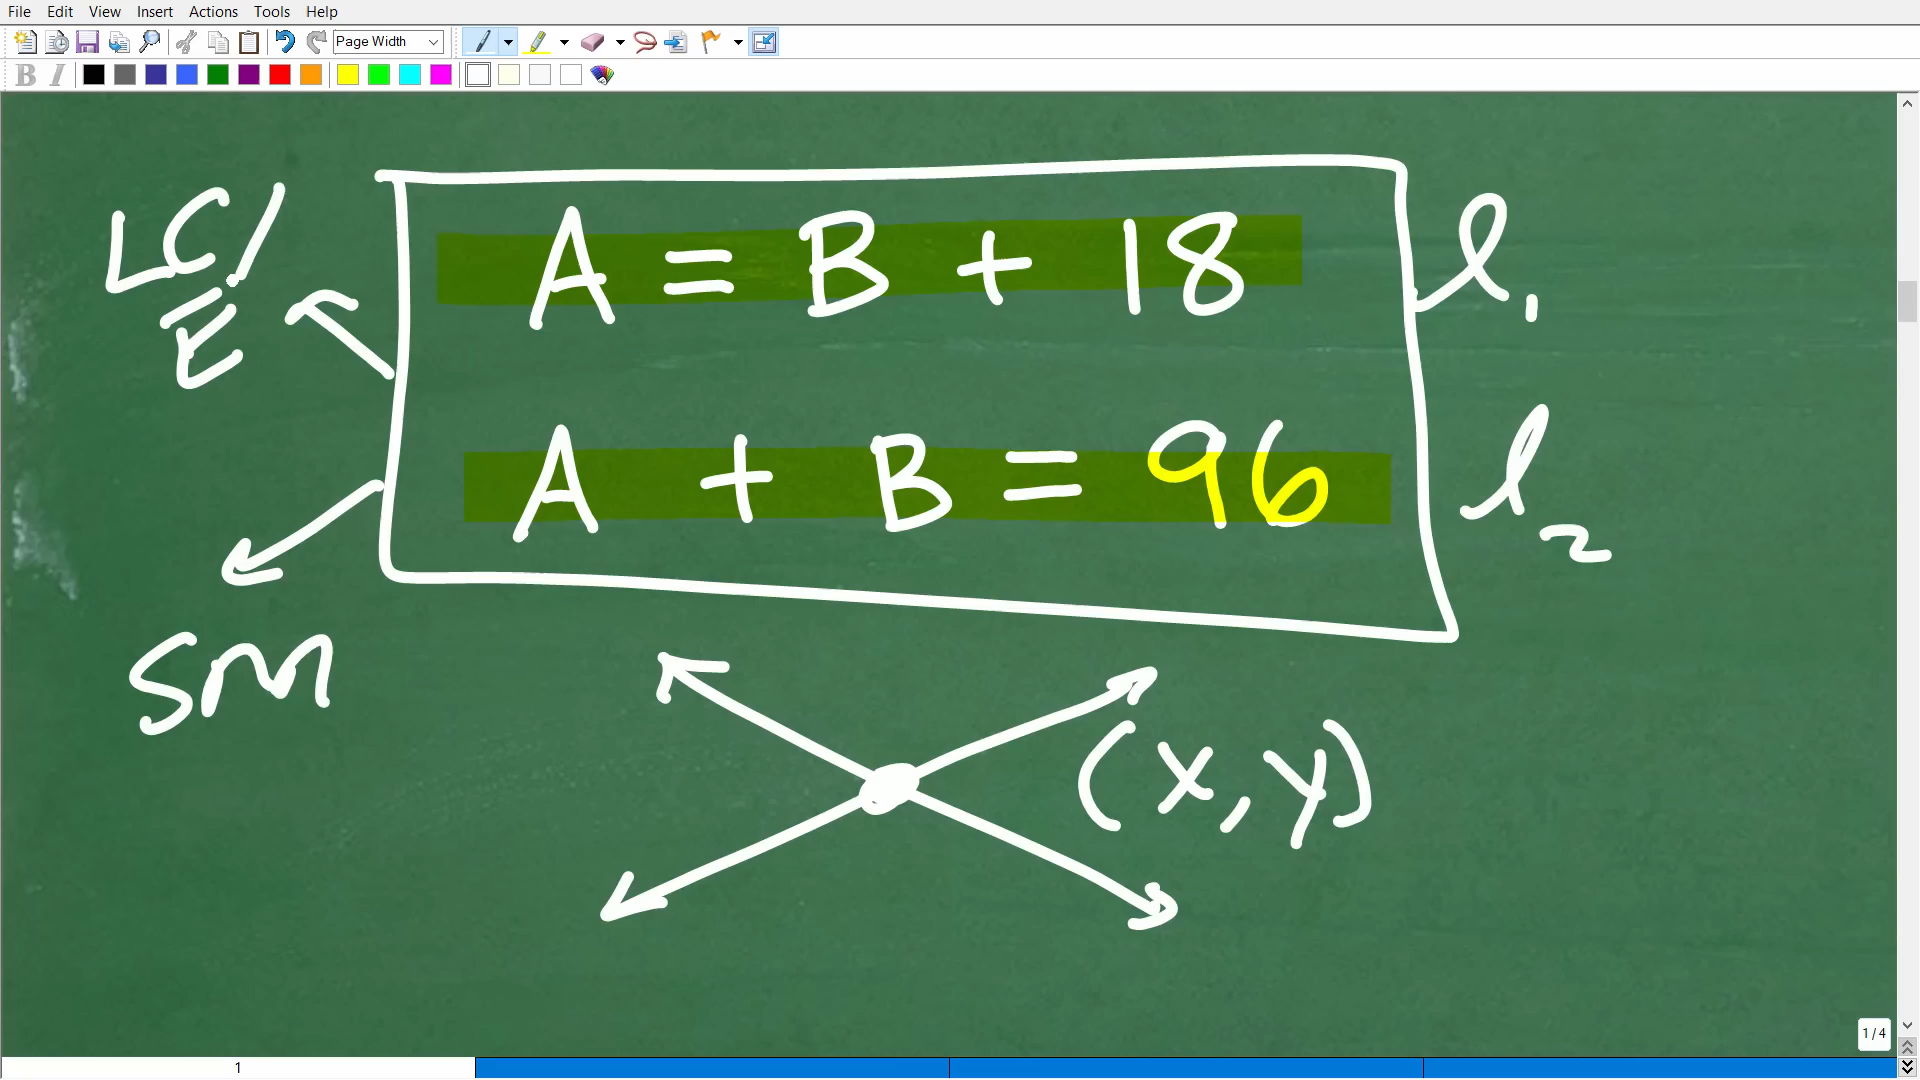 File Edit View Insert Actions Tools Help
Page Width
B I
LC/
E
A = B + 18
l₁
A + B = 96
l₂
SM
(x, y)
1 / 4
1